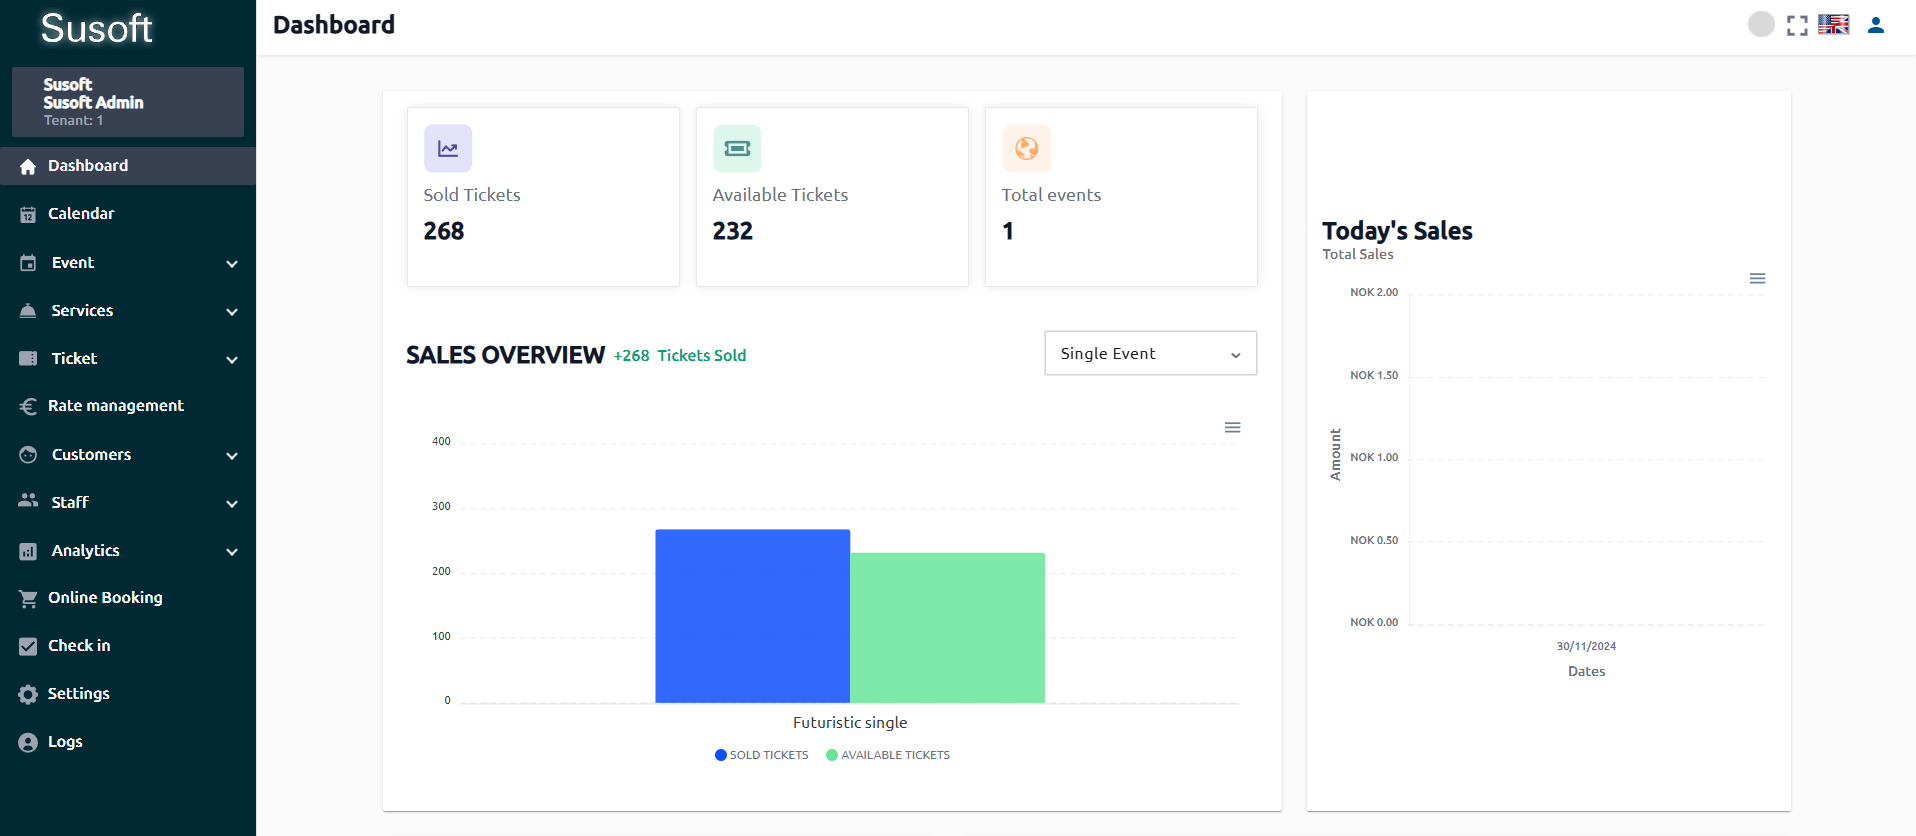 Susoft
Susoft
Susoft Admin
Tenant: 1
Dashboard
Calendar
Event
Services
Ticket
Rate management
Customers
Staff
Analytics
Online Booking
Check in
Settings
Logs
Dashboard
Sold Tickets
268
Available Tickets
232
Total events
1
SALES OVERVIEW +268 Tickets Sold
Single Event
400
300
200
100
0
Futuristic single
SOLD TICKETS AVAILABLE TICKETS
Today's Sales
Total Sales
NOK 2.00
NOK 1.50
NOK 1.00
NOK 0.50
NOK 0.00
Amount
30/11/2024
Dates